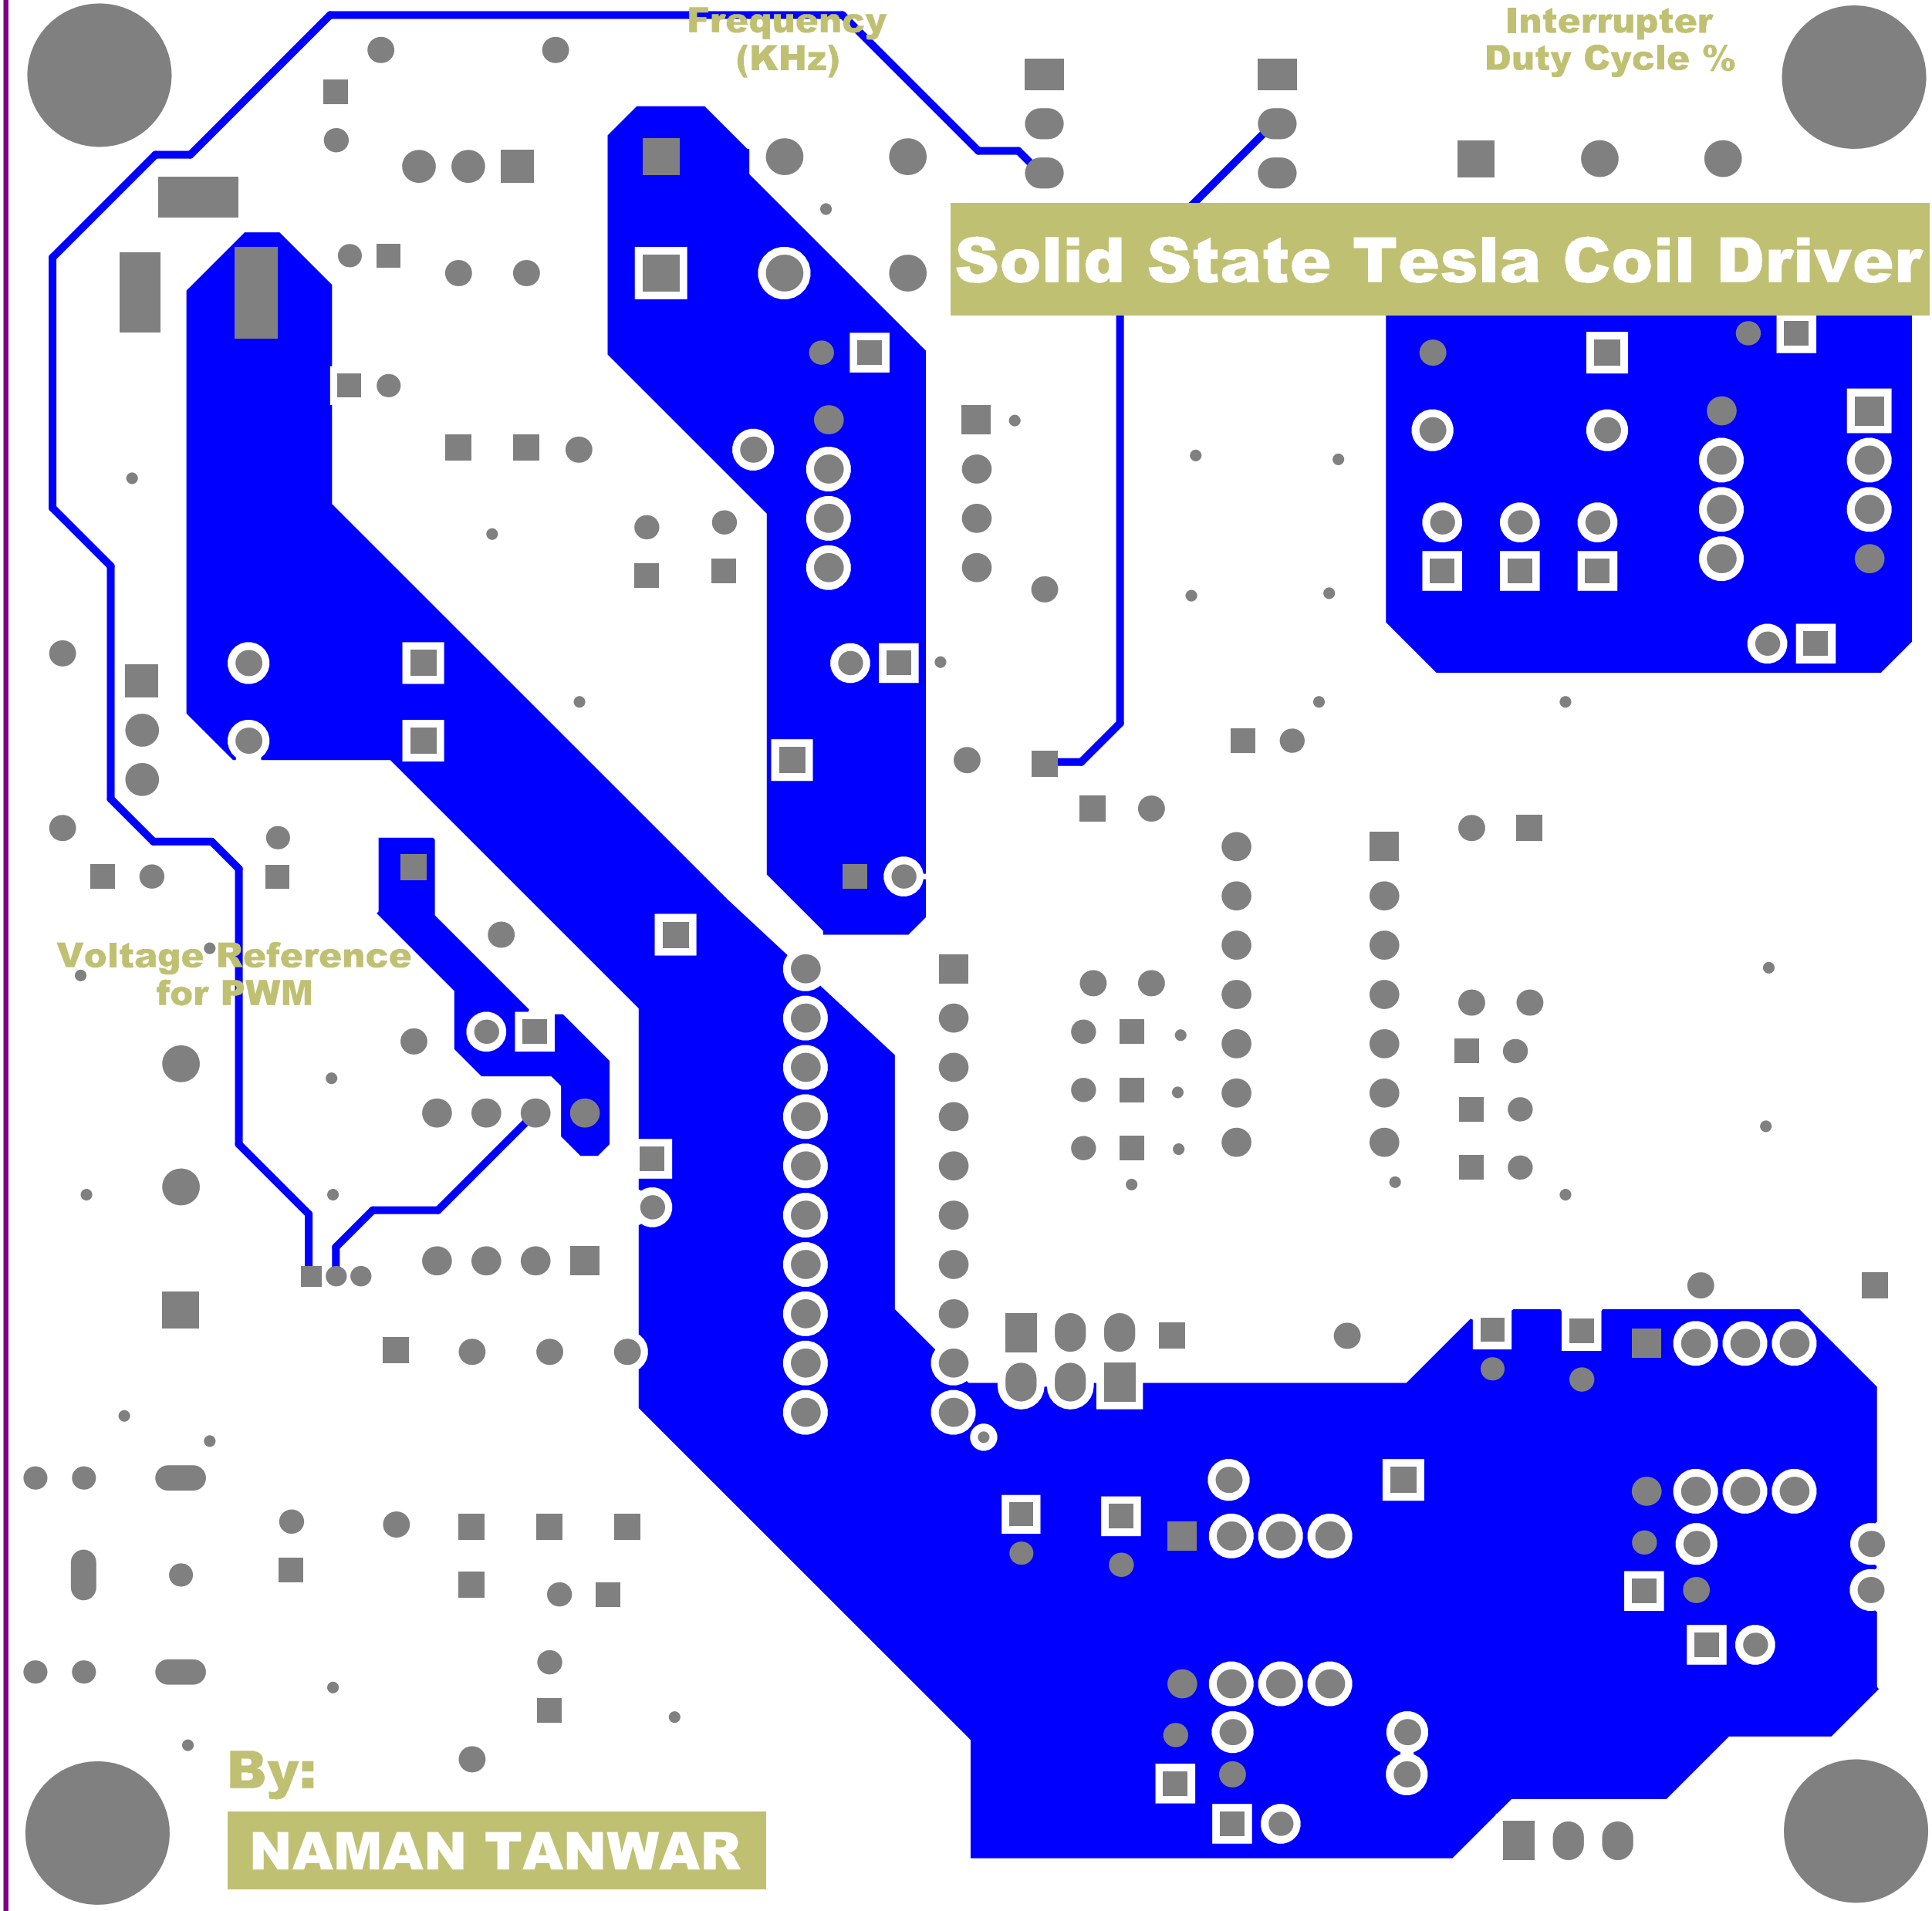 Frequency
(KHz)
Interrupter
Duty Cycle %
Solid State Tesla Coil Driver
Voltage Reference
for PWM
By:
NAMAN TANWAR